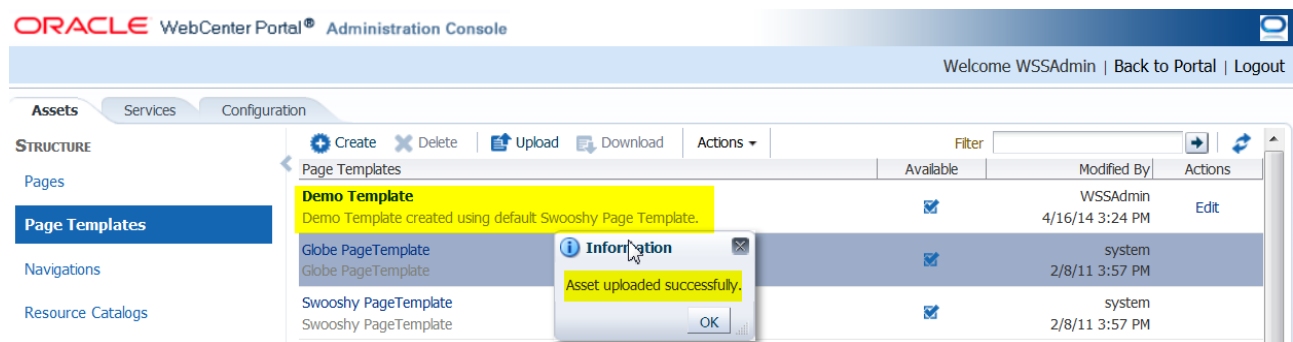 ORACLE WebCenter Portal® Administration Console
Welcome WSSAdmin | Back to Portal | Logout
Assets Services Configuration
STRUCTURE
Create Delete Upload Download Actions Filter
Page Templates Available Modified By Actions
Pages
Demo Template
Demo Template created using default Swooshy Page Template.
WSSAdmin
4/16/14 3:24 PM
Edit
Page Templates
Globe PageTemplate
Globe PageTemplate
system
2/8/11 3:57 PM
Information
Asset uploaded successfully.
OK
Navigations
Resource Catalogs
Swooshy PageTemplate
Swooshy PageTemplate
system
2/8/11 3:57 PM